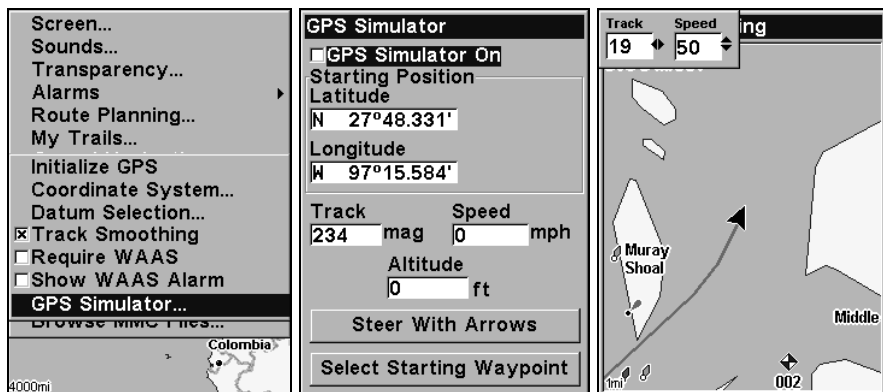 Screen...
Sounds...
Transparency...
Alarms
Route Planning...
My Trails...
Initialize GPS
Coordinate System...
Datum Selection...
Track Smoothing
Require WAAS
Show WAAS Alarm
GPS Simulator...
Browse MMC Files...
Colombia
4000mi
GPS Simulator
GPS Simulator On
Starting Position
Latitude
N 27°48.331'
Longitude
W 97°15.584'
Track Speed
234 mag 0 mph
Altitude
0 ft
Steer With Arrows
Select Starting Waypoint
Track Speed
19 50
ing
Muray
Shoal
Middle
002
1mi